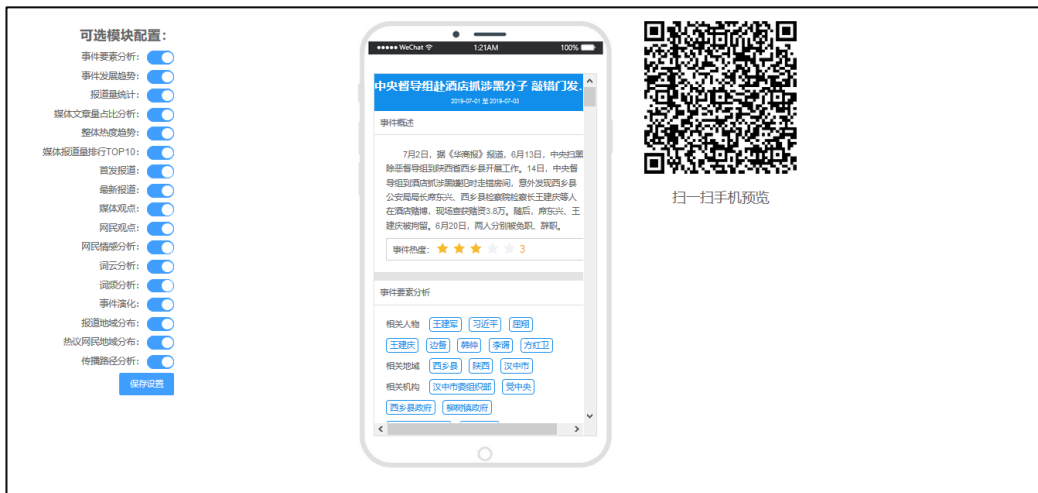 可选模块配置：
事件要素分析：
事件发展趋势：
报道量统计：
媒体文章量占比分析：
整体热度趋势：
媒体报道量排行TOP10：
首发报道：
最新报道：
媒体观点：
网民观点：
网民情感分析：
词云分析：
词频分析：
事件演化：
报道地域分布：
热议网民地域分布：
传播路径分析：
保存设置
WeChat 1:21AM 100%
中央督导组赴酒店抓涉黑分子 敲错门发.
2019-07-01 至 2019-07-03
事件概述
7月2日，据《华商报》报道，6月13日，中央扫黑
除恶督导组到陕西省西乡县开展工作。14日，中央督
导组到酒店抓涉黑嫌犯时走错房间，意外发现西乡县
公安局局长席东兴、西乡县检察院检察长王建庆等人
在酒店赌博，现场查获赌资3.8万。随后，席东兴、王
建庆被拘留。6月20日，两人分别被免职、辞职。
事件热度： 3
事件要素分析
相关人物 王建军 习近平 屈翔
王建庆 边哲 韩帅 李谞 方红卫
相关地域 西乡县 陕西 汉中市
相关机构 汉中市委组织部 党中央
西乡县政府 柳树镇政府
扫一扫手机预览